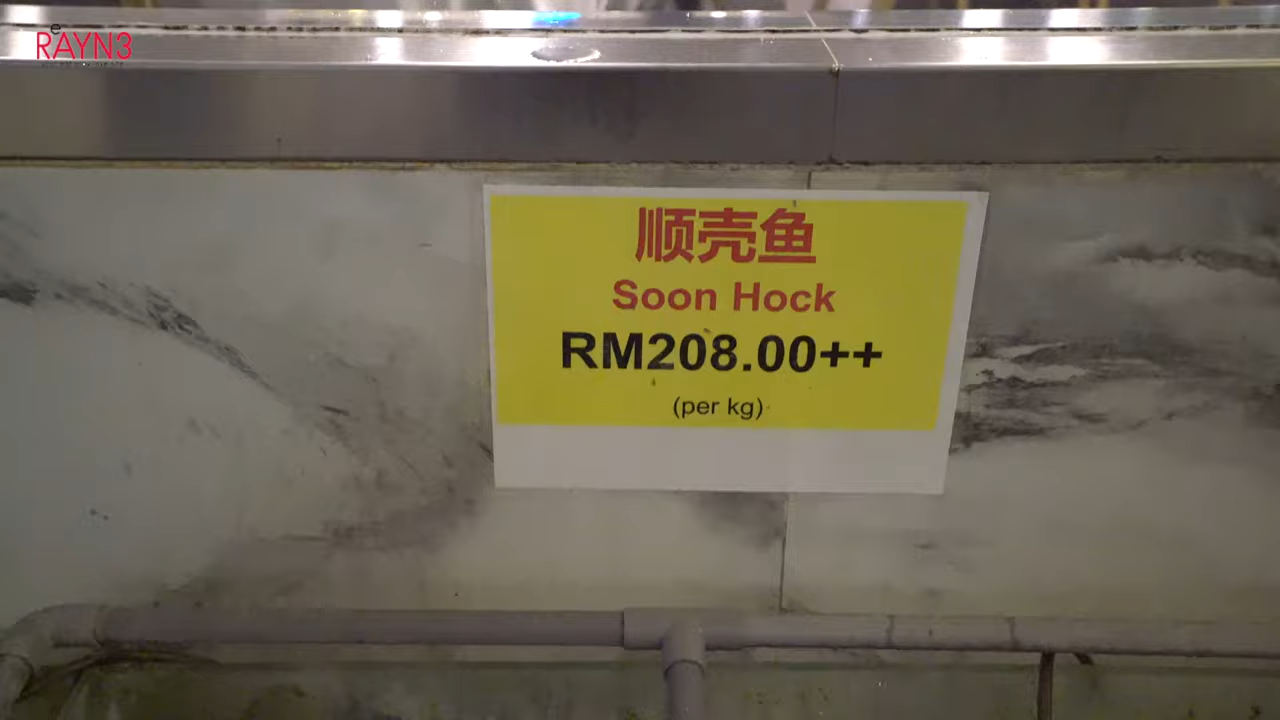 e
RAYN3
顺壳鱼
Soon Hock
RM208.00++
(per kg)